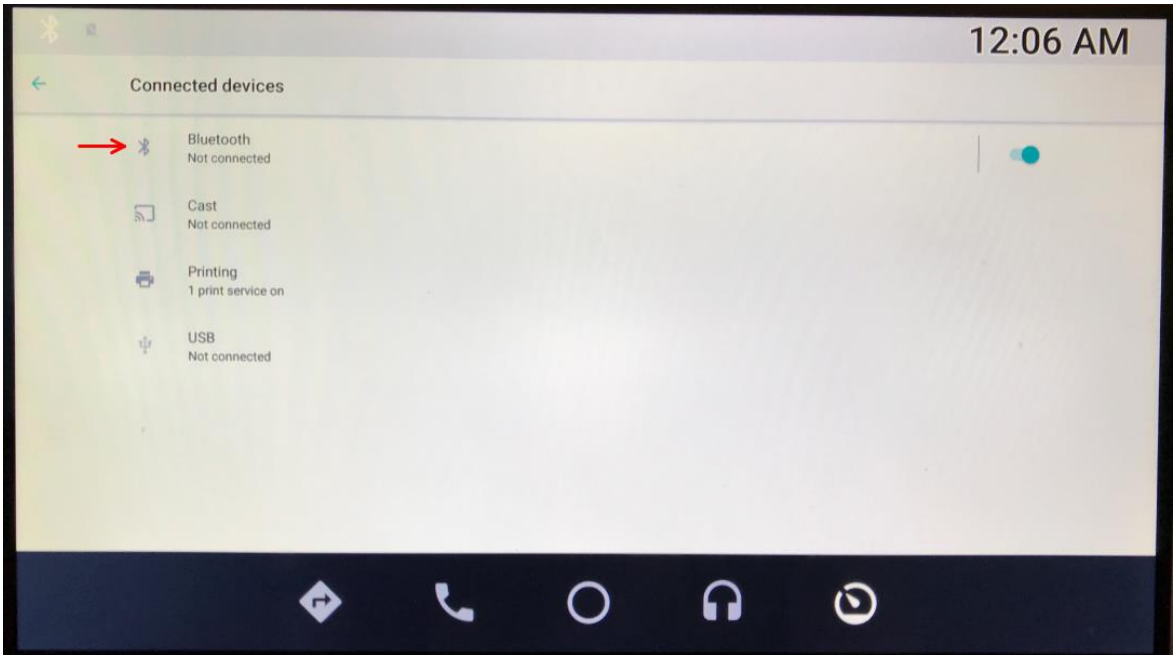 12:06 AM
Connected devices
Bluetooth
Not connected
Cast
Not connected
Printing
1 print service on
USB
Not connected